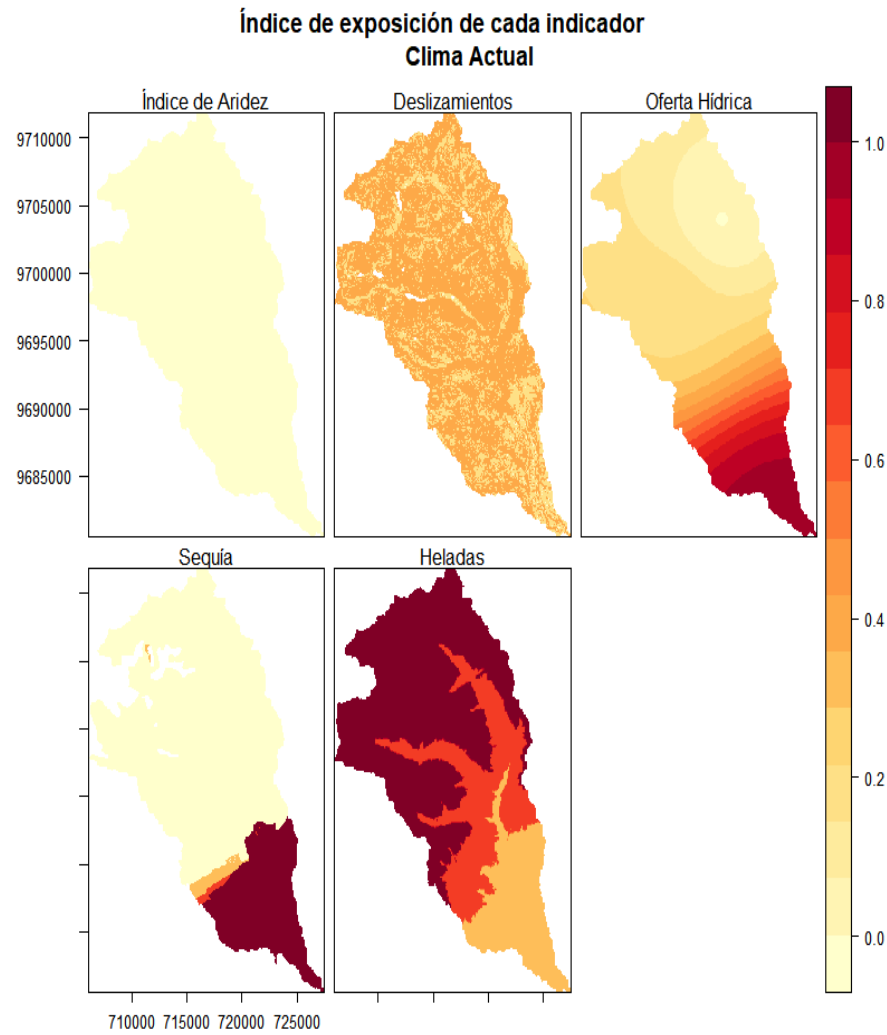 Índice de exposición de cada indicador
Clima Actual
Índice de Aridez
Deslizamientos
Oferta Hídrica
9710000
9705000
9700000
9695000
9690000
9685000
1.0
0.8
0.6
0.4
0.2
0.0
Sequía
Heladas
710000 715000 720000 725000